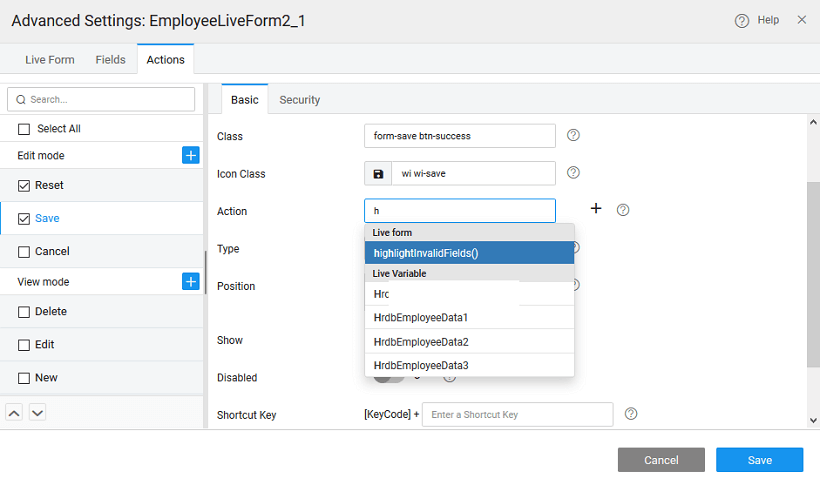 Advanced Settings: EmployeeLiveForm2_1
Help
Live Form
Fields
Actions
Search...
Select All
Edit mode
Reset
Save
Cancel
View mode
Delete
Edit
New
Basic
Security
Class
form-save btn-success
Icon Class
wi wi-save
Action
h
Live form
highlightInvalidFields()
Live Variable
HrdbEmployeeData1
HrdbEmployeeData2
HrdbEmployeeData3
Type
Position
Show
Disabled
Shortcut Key
[KeyCode] +
Enter a Shortcut Key
Cancel
Save